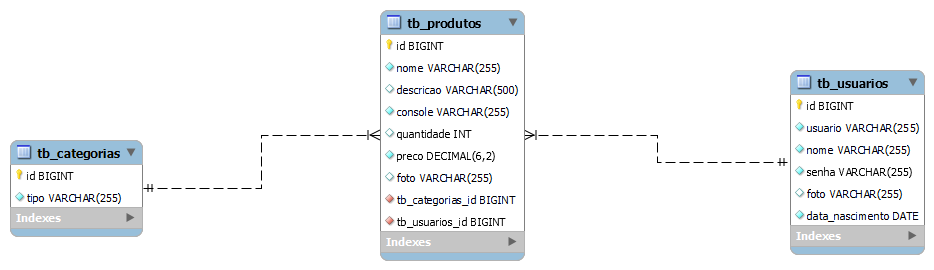 tb_categorias
id BIGINT
tipo VARCHAR(255)
Indexes
tb_produtos
id BIGINT
nome VARCHAR(255)
descricao VARCHAR(500)
console VARCHAR(255)
quantidade INT
preco DECIMAL(6,2)
foto VARCHAR(255)
tb_categorias_id BIGINT
tb_usuarios_id BIGINT
Indexes
tb_usuarios
id BIGINT
usuario VARCHAR(255)
nome VARCHAR(255)
senha VARCHAR(255)
foto VARCHAR(255)
data_nascimento DATE
Indexes